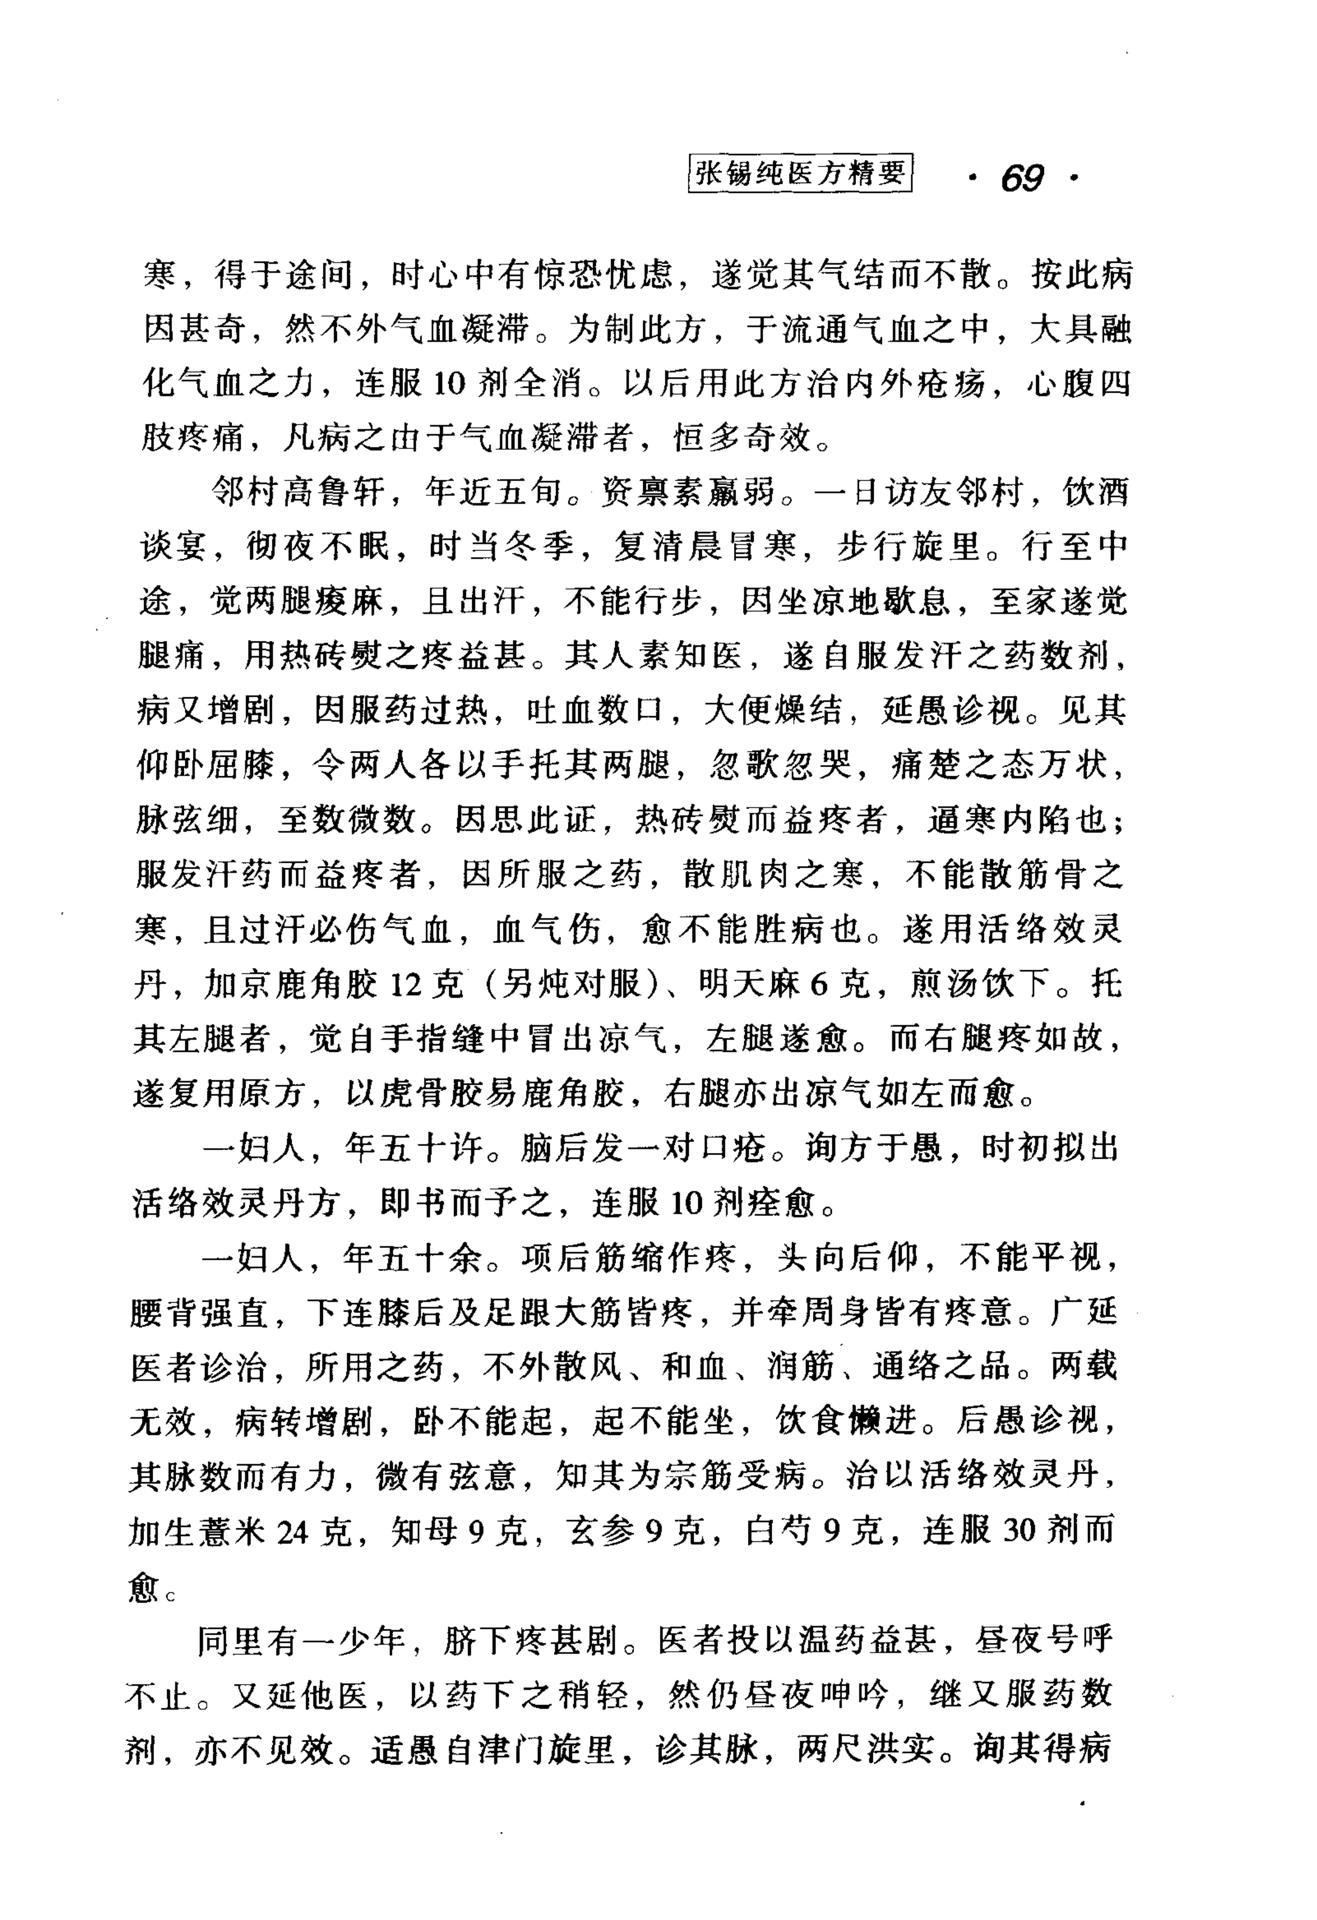 张锡纯医方精要 · 69 ·
寒，得于途间，时心中有惊恐忧虑，遂觉其气结而不散。按此病
因甚奇，然不外气血凝滞。为制此方，于流通气血之中，大具融
化气血之力，连服 10 剂全消。以后用此方治内外疮疡，心腹四
肢疼痛，凡病之由于气血凝滞者，恒多奇效。
邻村高鲁轩，年近五旬。资禀素羸弱。一日访友邻村，饮酒
谈宴，彻夜不眠，时当冬季，复清晨冒寒，步行旋里。行至中
途，觉两腿痠麻，且出汗，不能行步，因坐凉地歇息，至家遂觉
腿痛，用热砖熨之疼益甚。其人素知医，遂自服发汗之药数剂，
病又增剧，因服药过热，吐血数口，大便燥结，延愚诊视。见其
仰卧屈膝，令两人各以手托其两腿，忽歌忽哭，痛楚之态万状，
脉弦细，至数微数。因思此证，热砖熨而益疼者，逼寒内陷也；
服发汗药而益疼者，因所服之药，散肌肉之寒，不能散筋骨之
寒，且过汗必伤气血，血气伤，愈不能胜病也。遂用活络效灵
丹，加京鹿角胶 12 克（另炖对服）、明天麻 6 克，煎汤饮下。托
其左腿者，觉自手指缝中冒出凉气，左腿遂愈。而右腿疼如故，
遂复用原方，以虎骨胶易鹿角胶，右腿亦出凉气如左而愈。
一妇人，年五十许。脑后发一对口疮。询方于愚，时初拟出
活络效灵丹方，即书而予之，连服 10 剂痊愈。
一妇人，年五十余。项后筋缩作疼，头向后仰，不能平视，
腰背强直，下连膝后及足跟大筋皆疼，并牵周身皆有疼意。广延
医者诊治，所用之药，不外散风、和血、润筋、通络之品。两载
无效，病转增剧，卧不能起，起不能坐，饮食懒进。后愚诊视，
其脉数而有力，微有弦意，知其为宗筋受病。治以活络效灵丹，
加生薏米 24 克，知母 9 克，玄参 9 克，白芍 9 克，连服 30 剂而
愈。
同里有一少年，脐下疼甚剧。医者投以温药益甚，昼夜号呼
不止。又延他医，以药下之稍轻，然仍昼夜呻吟，继又服药数
剂，亦不见效。适愚自津门旋里，诊其脉，两尺洪实。询其得病